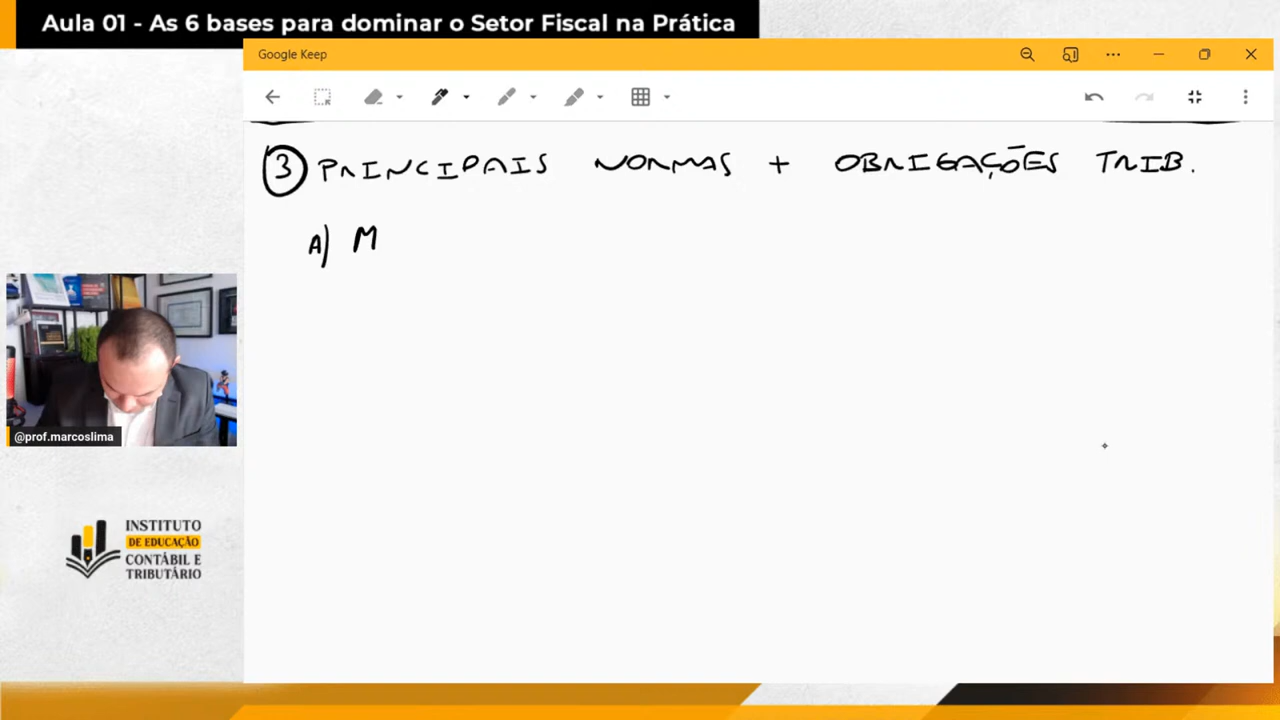 Aula 01 - As 6 bases para dominar o Setor Fiscal na Prática
Google Keep
3 PRINCIPAIS NORMAS + OBRIGAÇÕES TRIB.
A) M
@prof.marcoslima
INSTITUTO
DE EDUCAÇÃO
CONTÁBIL E
TRIBUTÁRIO